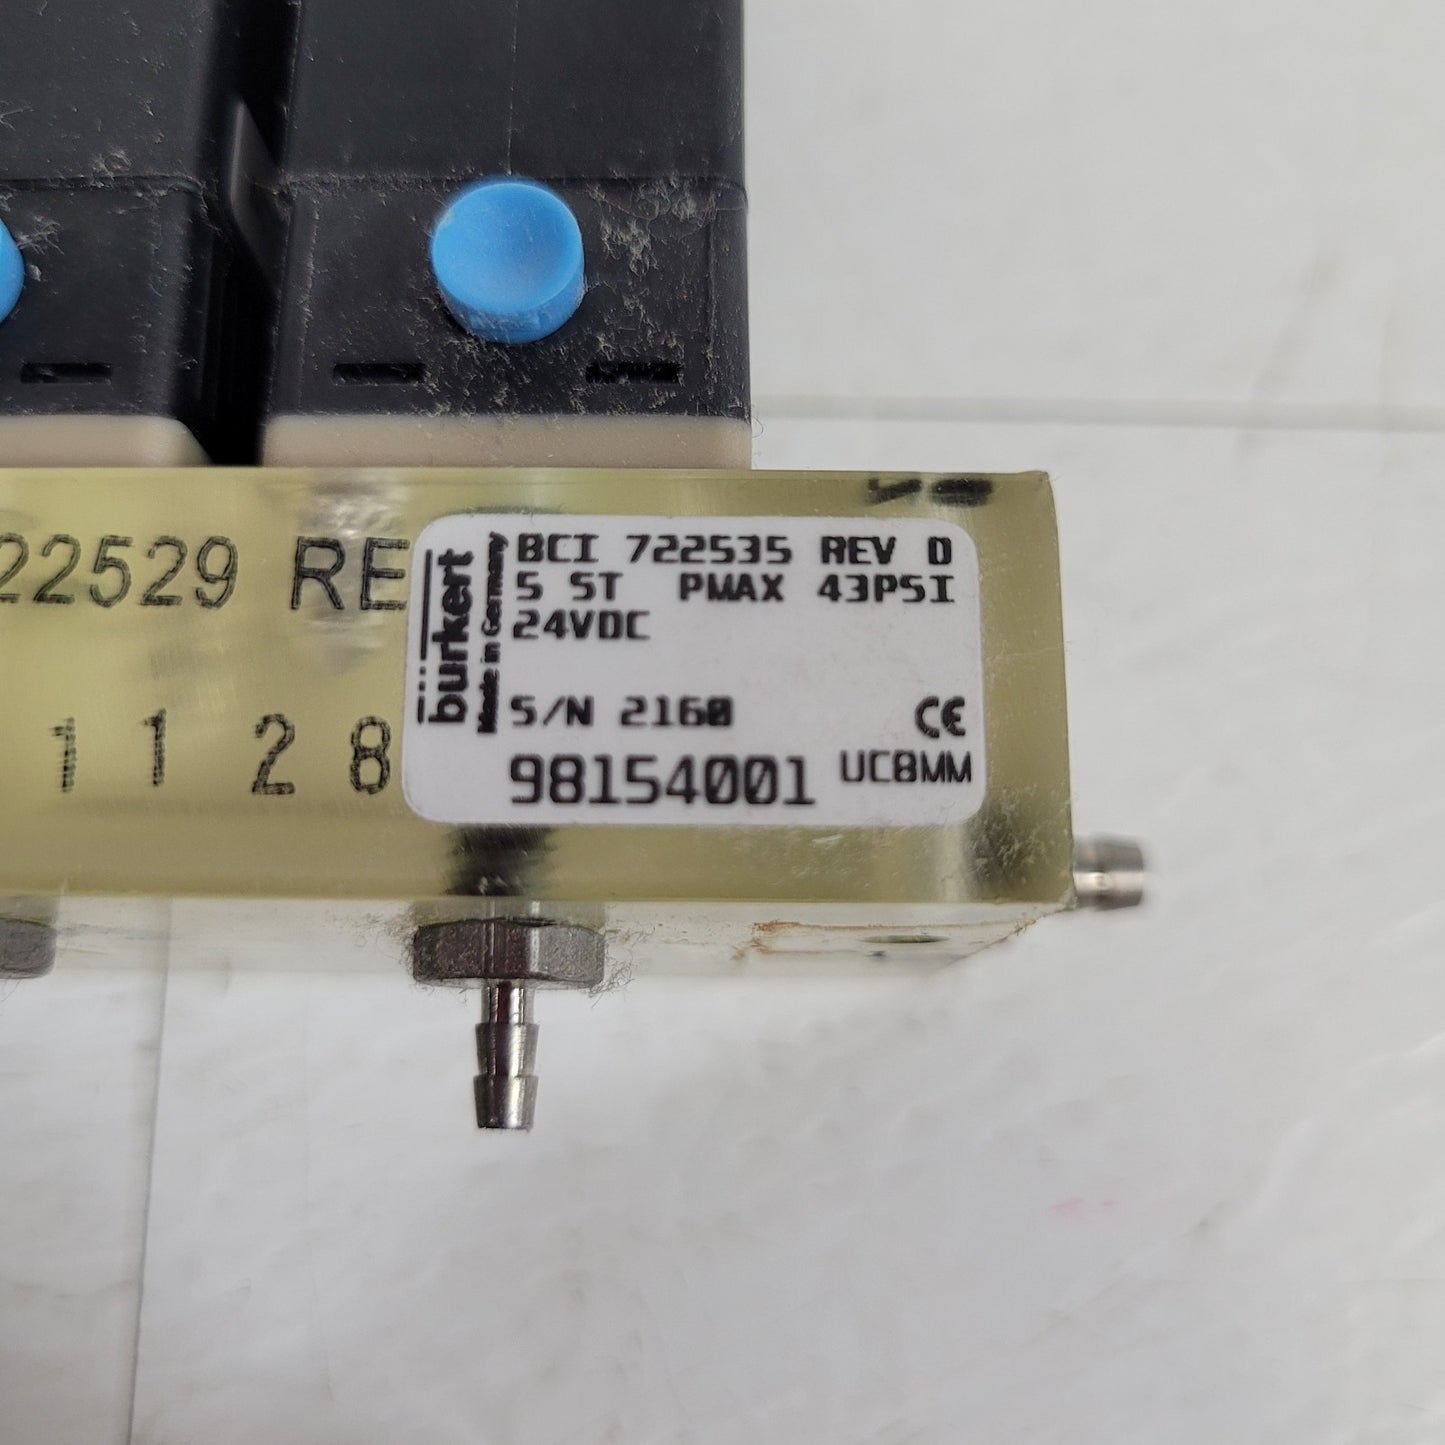 22529 RE
1 1 2 8
bürkert
Made in Germany
BCI 722535 REV D
5 ST PMAX 43PSI
24VDC
S/N 2160
CE
98154001 UC8MM